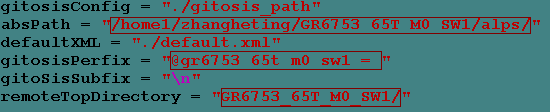 gitosisConfig = "./gitosis_path"
absPath = "/home1/zhangheting/GR6753_65T_M0_SW1/alps/"
defaultXML = "./default.xml"
gitosisPerfix = "@gr6753_65t_m0_sw1 = "
gitoSisSubfix = "\n"
remoteTopDirectory = "GR6753_65T_M0_SW1/"